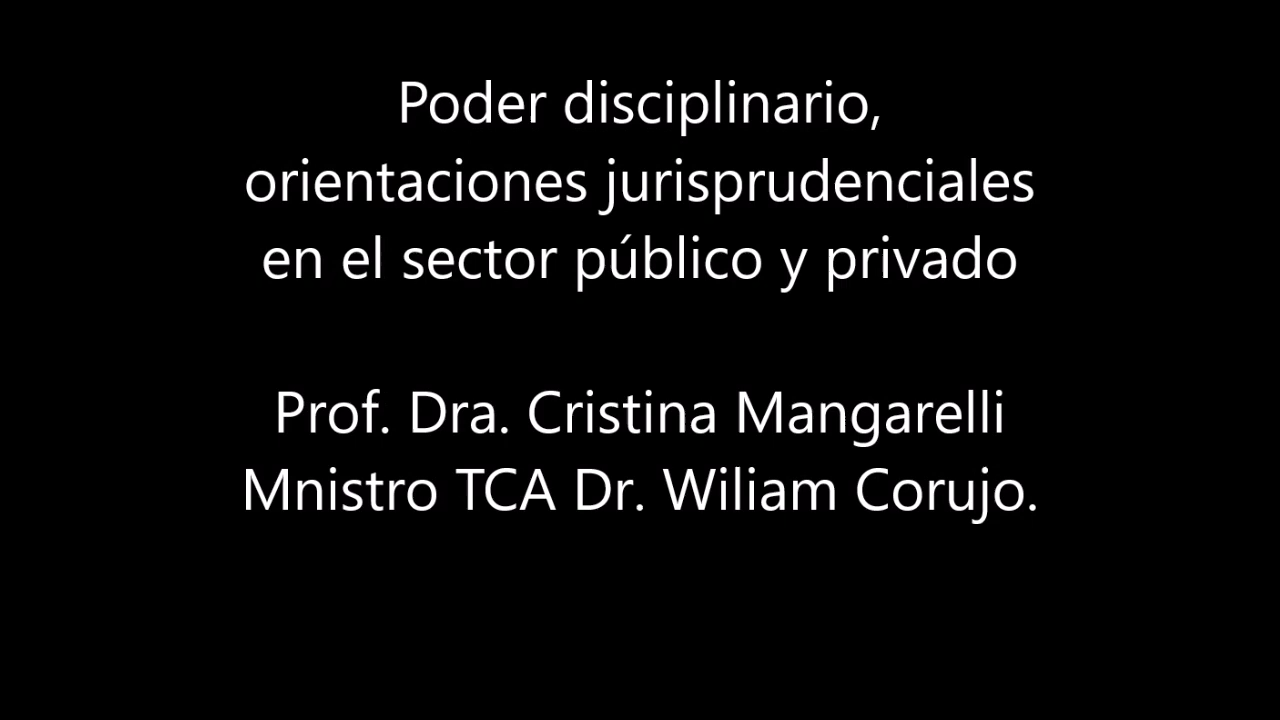 Poder disciplinario,
orientaciones jurisprudenciales
en el sector público y privado
Prof. Dra. Cristina Mangarelli
Mnistro TCA Dr. Wiliam Corujo.